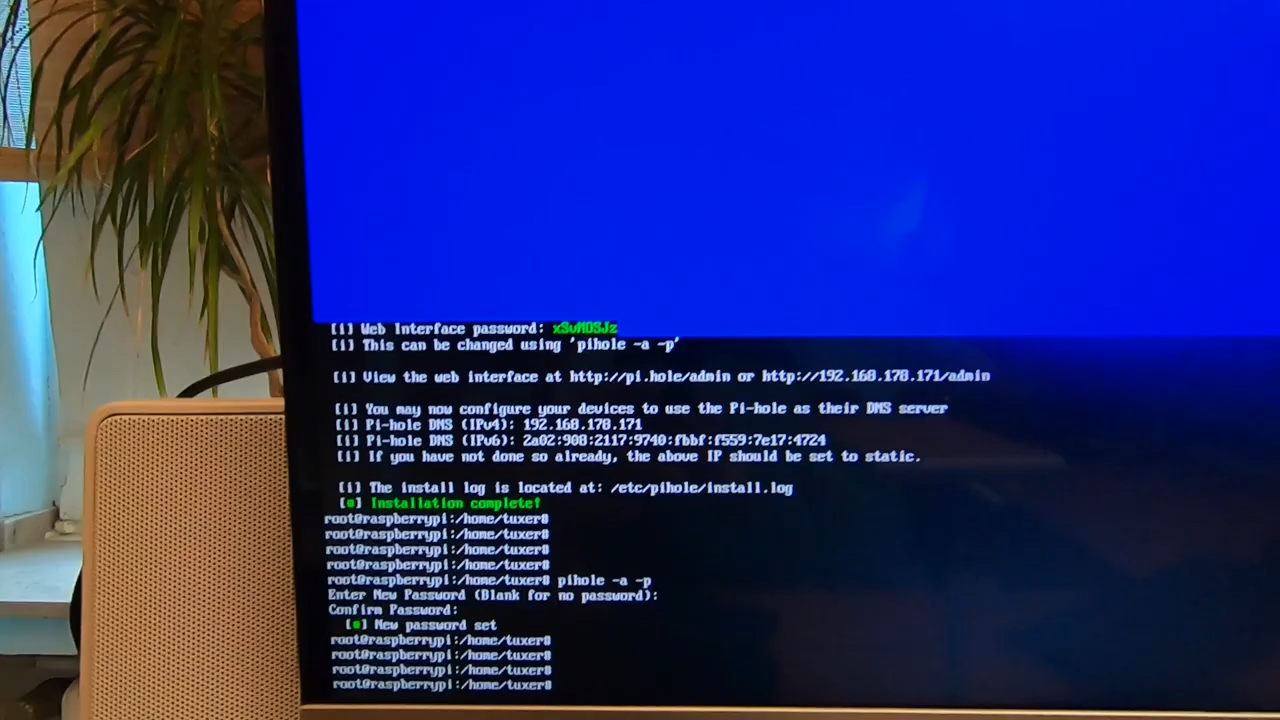 [i] Web Interface password: xSvMOSJz
[i] This can be changed using 'pihole -a -p'
[i] View the web interface at http://pi.hole/admin or http://192.168.178.171/admin
[i] You may now configure your devices to use the Pi-hole as their DNS server
[i] Pi-hole DNS (IPv4): 192.168.178.171
[i] Pi-hole DNS (IPv6): 2a02:908:2117:9740:fbbf:f559:7e17:4724
[i] If you have not done so already, the above IP should be set to static.
[i] The install log is located at: /etc/pihole/install.log
[■] Installation complete!
root@raspberrypi:/home/tuxer#
root@raspberrypi:/home/tuxer#
root@raspberrypi:/home/tuxer#
root@raspberrypi:/home/tuxer#
root@raspberrypi:/home/tuxer# pihole -a -p
Enter New Password (Blank for no password):
Confirm Password:
[■] New password set
root@raspberrypi:/home/tuxer#
root@raspberrypi:/home/tuxer#
root@raspberrypi:/home/tuxer#
root@raspberrypi:/home/tuxer#